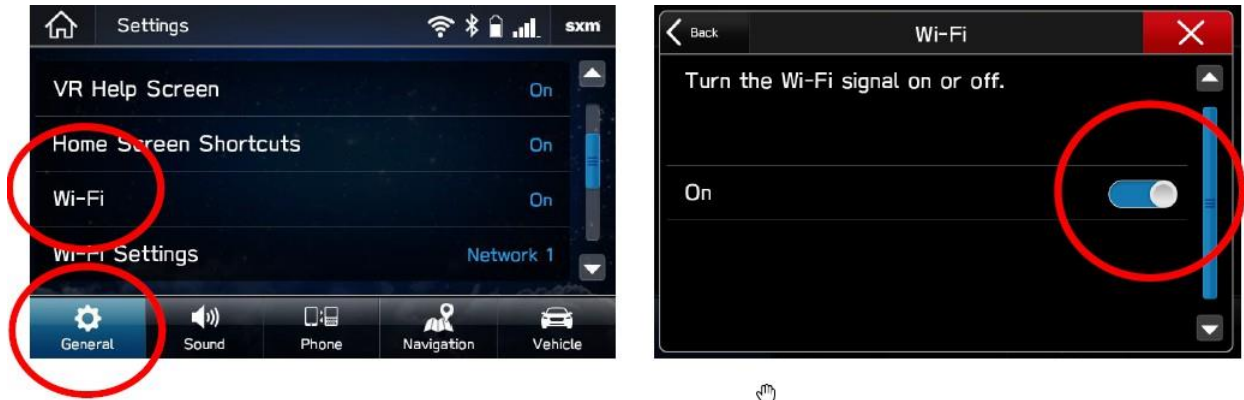 Settings
sxm
VR Help Screen On
Home Screen Shortcuts On
Wi-Fi On
Wi-Fi Settings Network 1
General Sound Phone Navigation Vehicle
Back Wi-Fi
Turn the Wi-Fi signal on or off.
On